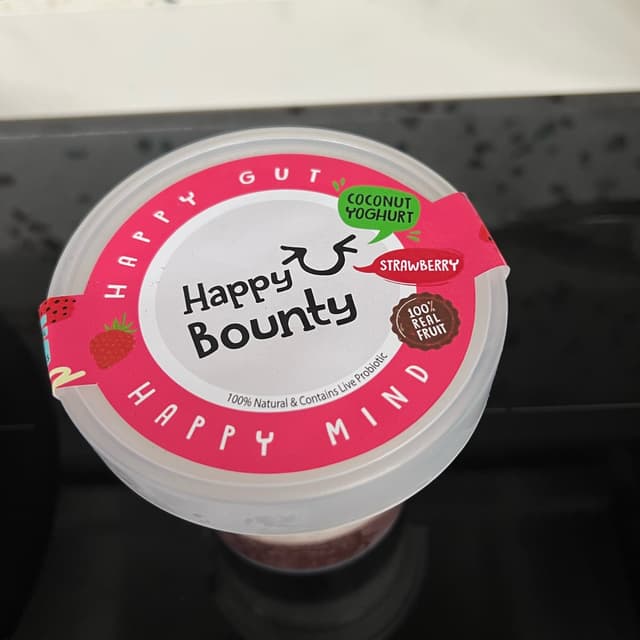 HAPPY GUT
COCONUT
YOGHURT
STRAWBERRY
Happy
Bounty
100%
REAL
FRUIT
100% Natural & Contains Live Probiotic
HAPPY MIND